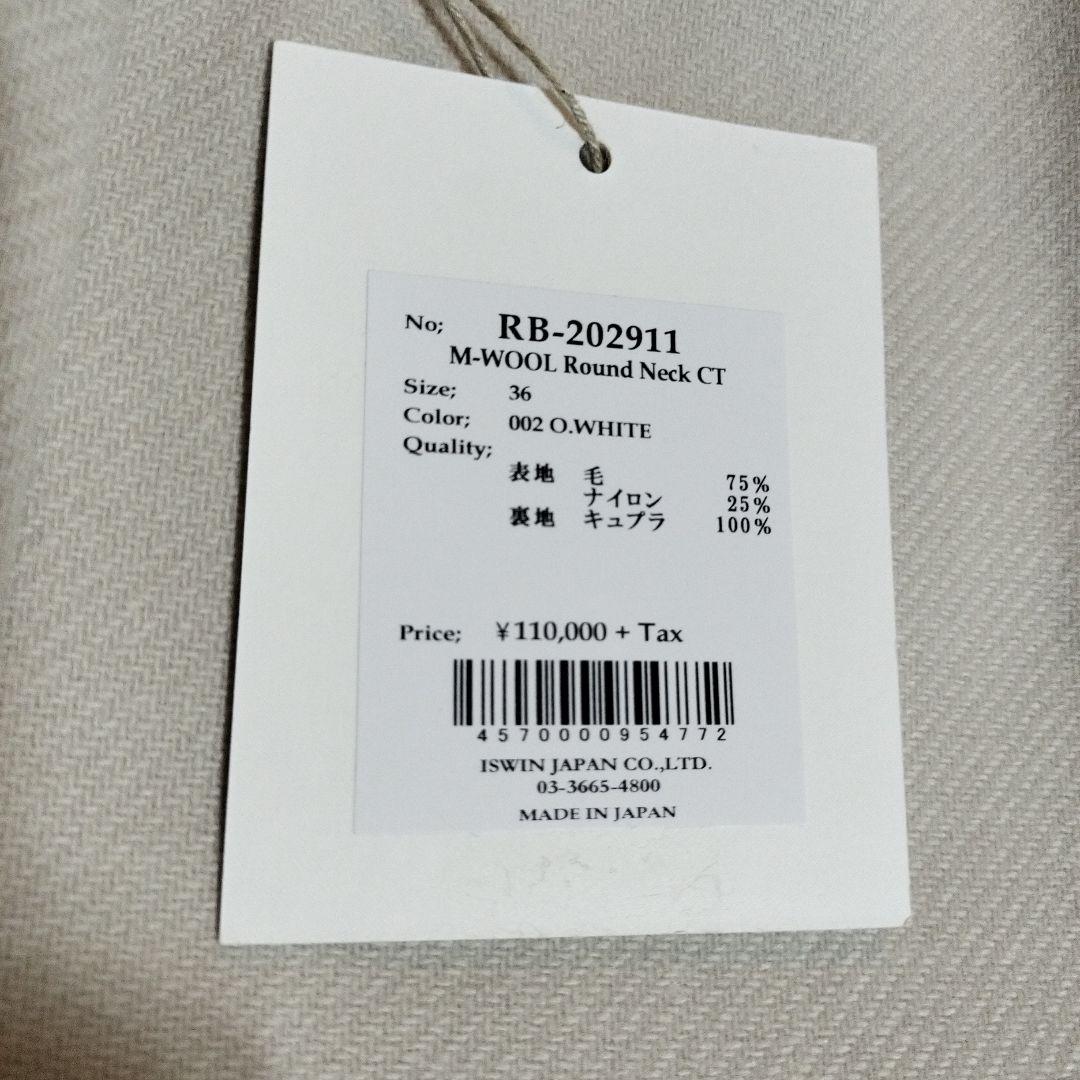 No; RB-202911
M-WOOL Round Neck CT
Size; 36
Color; 002 O.WHITE
Quality;
表地 毛 75%
ナイロン 25%
裏地 キュプラ 100%
Price; ¥110,000 + Tax
4570000954772
ISWIN JAPAN CO.,LTD.
03-3665-4800
MADE IN JAPAN